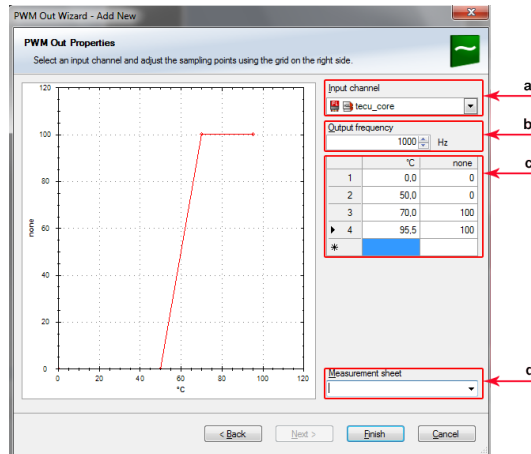 PWM Out Wizard - Add New
PWM Out Properties
Select an input channel and adjust the sampling points using the grid on the right side.
120
100
80
60
40
20
0
none
0 20 40 60 80 100 120
°C
Input channel
tecu_core
a
Output frequency
1000 Hz
b
°C none
1 0,0 0
2 50,0 0
3 70,0 100
4 95,5 100
*
c
Measurement sheet
d
< Back Next > Finish Cancel